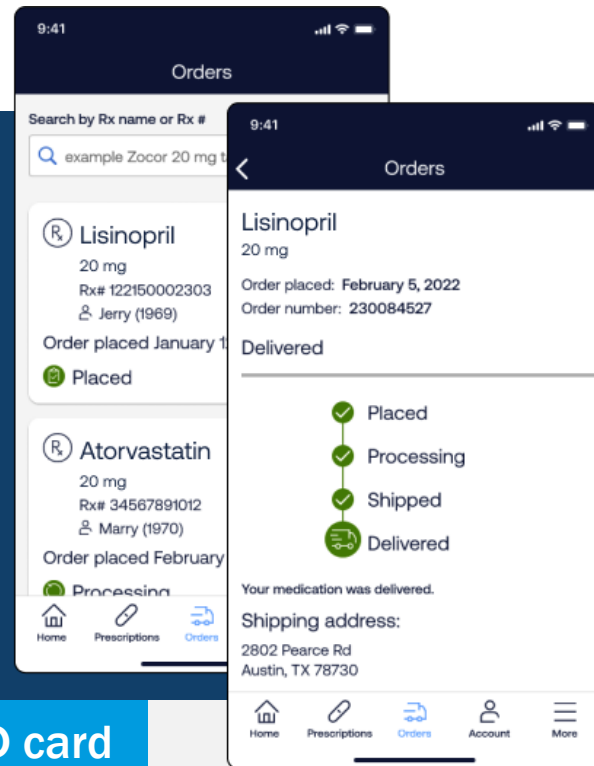 9:41
Orders
Search by Rx name or Rx #
example Zocor 20 mg
Lisinopril
20 mg
Rx# 122150002303
Jerry (1969)
Order placed January
Placed
Atorvastatin
20 mg
Rx# 34567891012
Marry (1970)
Order placed February
Processing
Home Prescriptions Orders
9:41
Orders
Lisinopril
20 mg
Order placed: February 5, 2022
Order number: 230084527
Delivered
Placed
Processing
Shipped
Delivered
Your medication was delivered.
Shipping address:
2802 Pearce Rd
Austin, TX 78730
Home Prescriptions Orders Account More
card